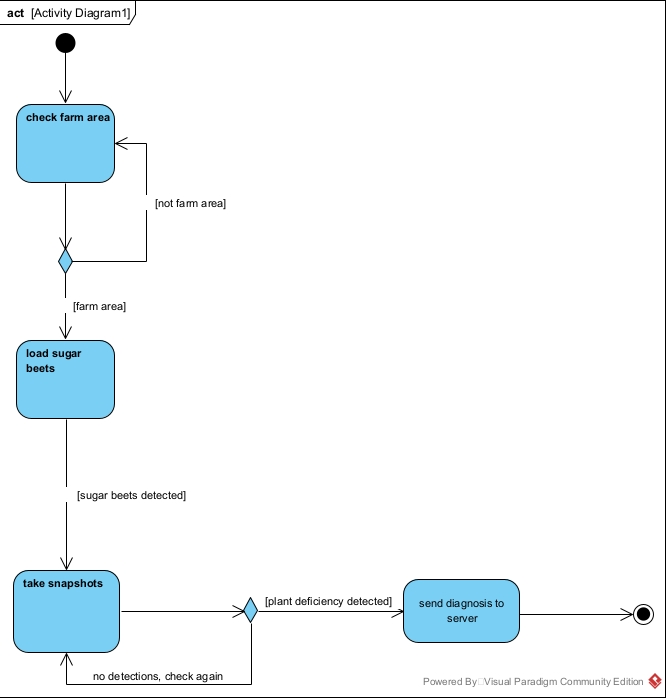 act [Activity Diagram1]
check farm area
[not farm area]
[farm area]
load sugar
beets
[sugar beets detected]
take snapshots
[plant deficiency detected]
send diagnosis to
server
no detections, check again
Powered By Visual Paradigm Community Edition